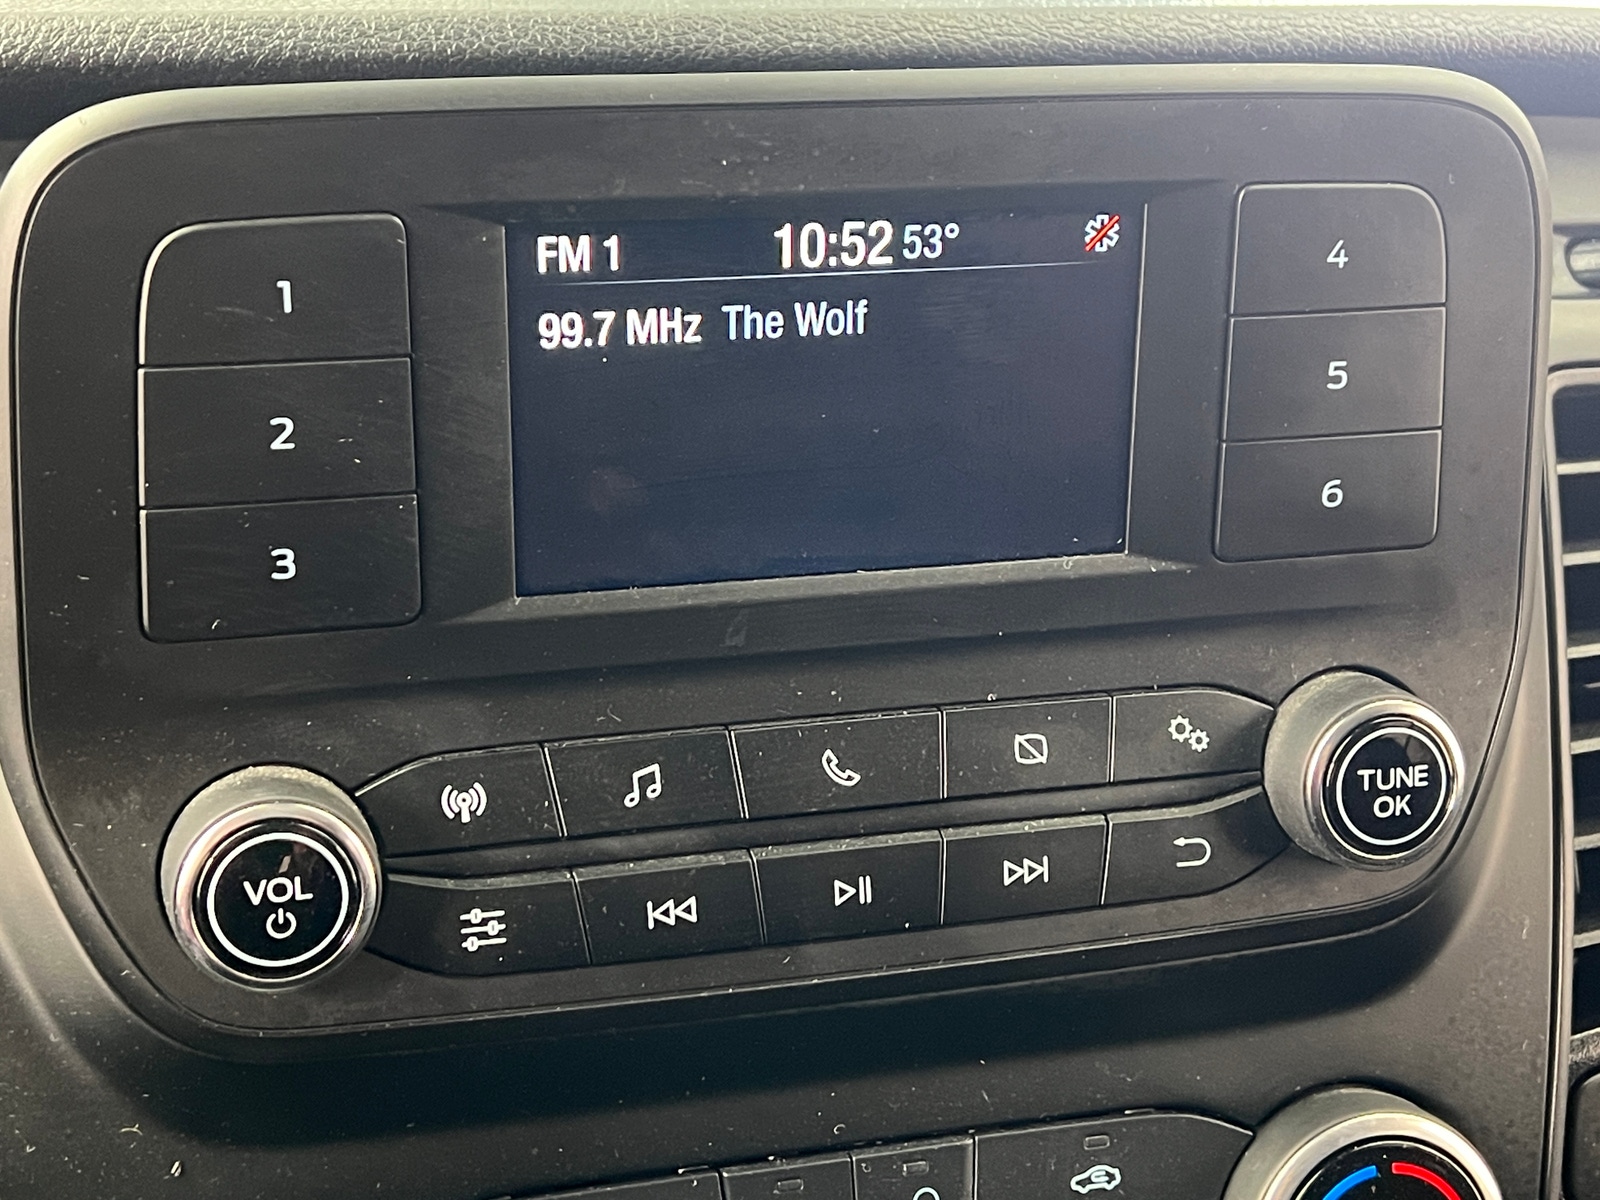 FM 1 10:52 53°
99.7 MHz The Wolf
1
2
3
4
5
6
VOL
TUNE
OK